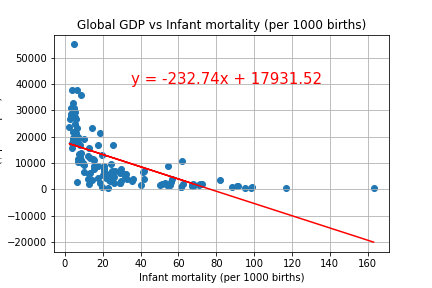 Global GDP vs Infant mortality (per 1000 births)
y = -232.74x + 17931.52
50000
40000
30000
20000
10000
0
−10000
−20000
0 20 40 60 80 100 120 140 160
Infant mortality (per 1000 births)